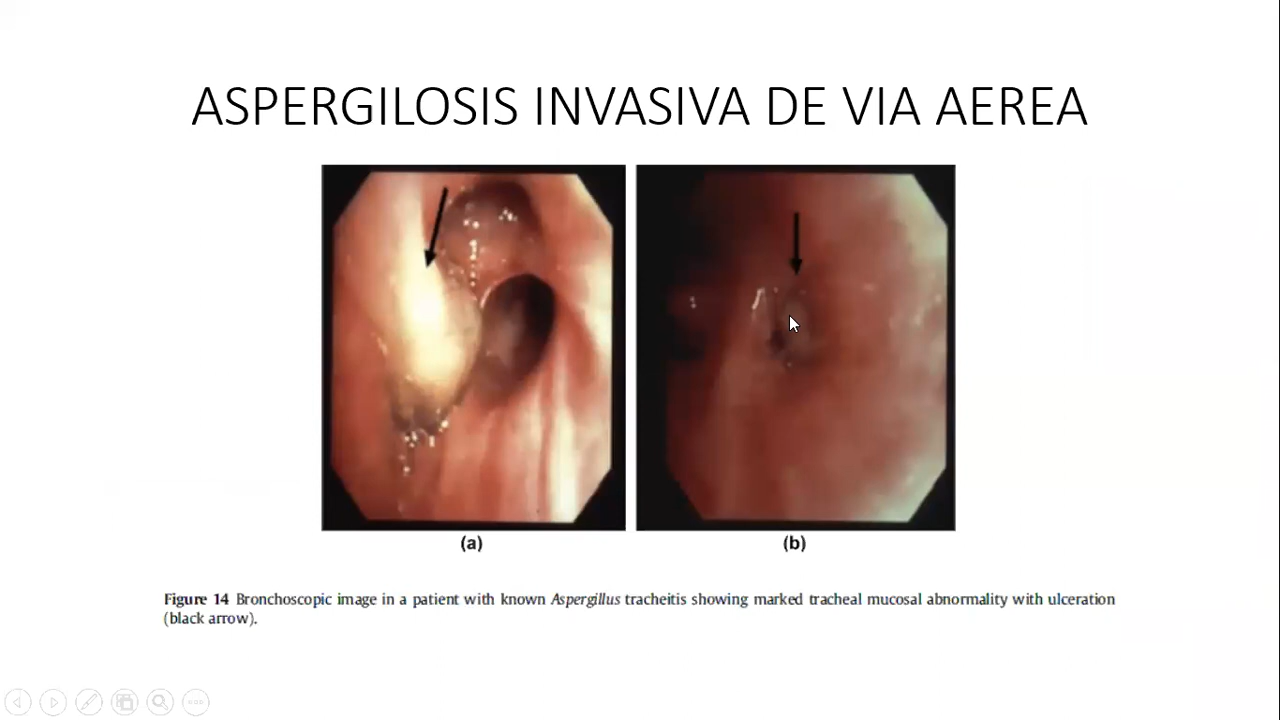 ASPERGILOSIS INVASIVA DE VIA AEREA
(a)
(b)
Figure 14 Bronchoscopic image in a patient with known Aspergillus tracheitis showing marked tracheal mucosal abnormality with ulceration
(black arrow).